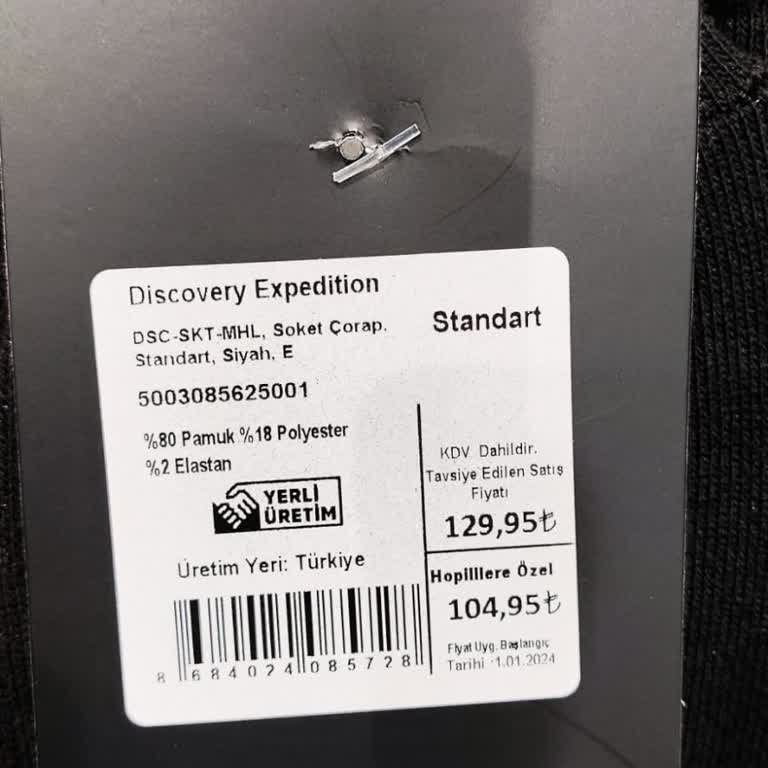 Discovery Expedition
DSC-SKT-MHL, Soket Çorap,
Standart, Siyah, E
Standart
5003085625001
%80 Pamuk %18 Polyester
%2 Elastan
YERLİ
ÜRETİM
Üretim Yeri: Türkiye
8 684024 085728
KDV Dahildir.
Tavsiye Edilen Satış
Fiyatı
129,95₺
Hopilllere Özel
104,95₺
Fiyat Uyg. Başlangıç
Tarihi :1.01.2024